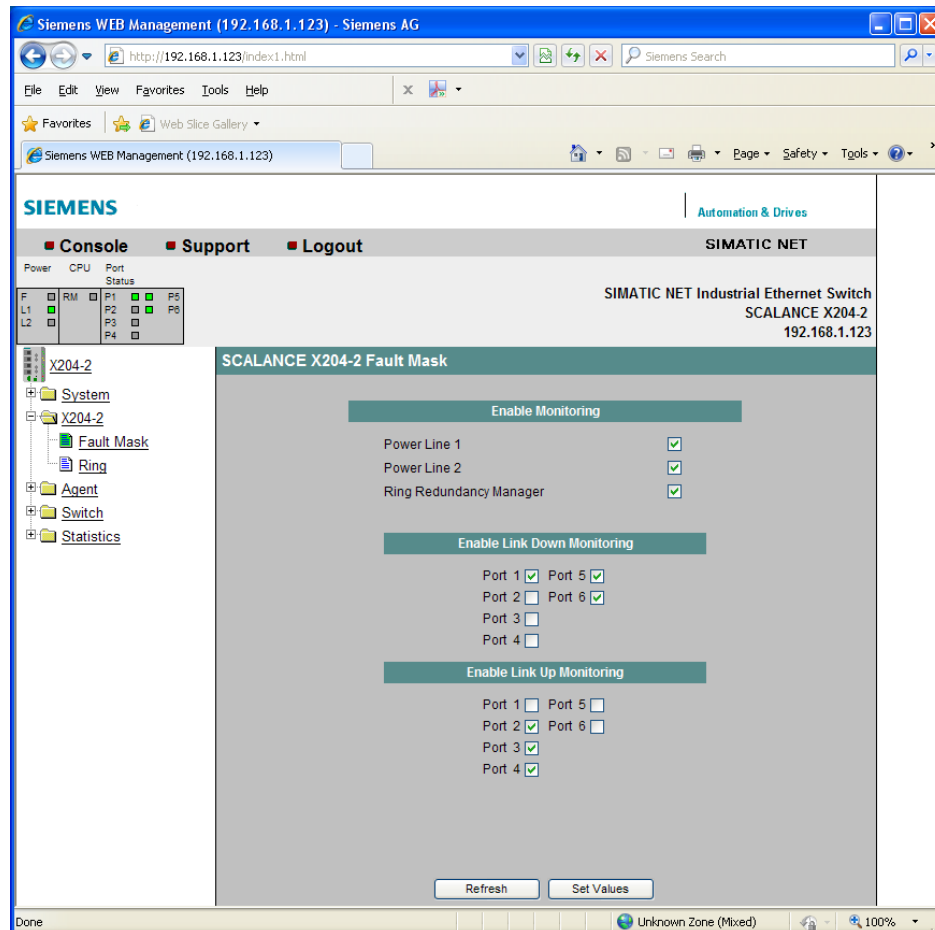 Siemens WEB Management (192.168.1.123) - Siemens AG
http://192.168.1.123/index1.html
Siemens Search
File Edit View Favorites Tools Help
x
Favorites Web Slice Gallery
Siemens WEB Management (192.168.1.123)
Page Safety Tools
SIEMENS
Automation & Drives
Console Support Logout
SIMATIC NET
Power CPU Port Status
F RM P1 P5
L1 P2 P6
L2 P3
P4
SIMATIC NET Industrial Ethernet Switch
SCALANCE X204-2
192.168.1.123
X204-2
System
X204-2
Fault Mask
Ring
Agent
Switch
Statistics
SCALANCE X204-2 Fault Mask
Enable Monitoring
Power Line 1
Power Line 2
Ring Redundancy Manager
Enable Link Down Monitoring
Port 1 Port 5
Port 2 Port 6
Port 3
Port 4
Enable Link Up Monitoring
Port 1 Port 5
Port 2 Port 6
Port 3
Port 4
Refresh Set Values
Done
Unknown Zone (Mixed)
100%